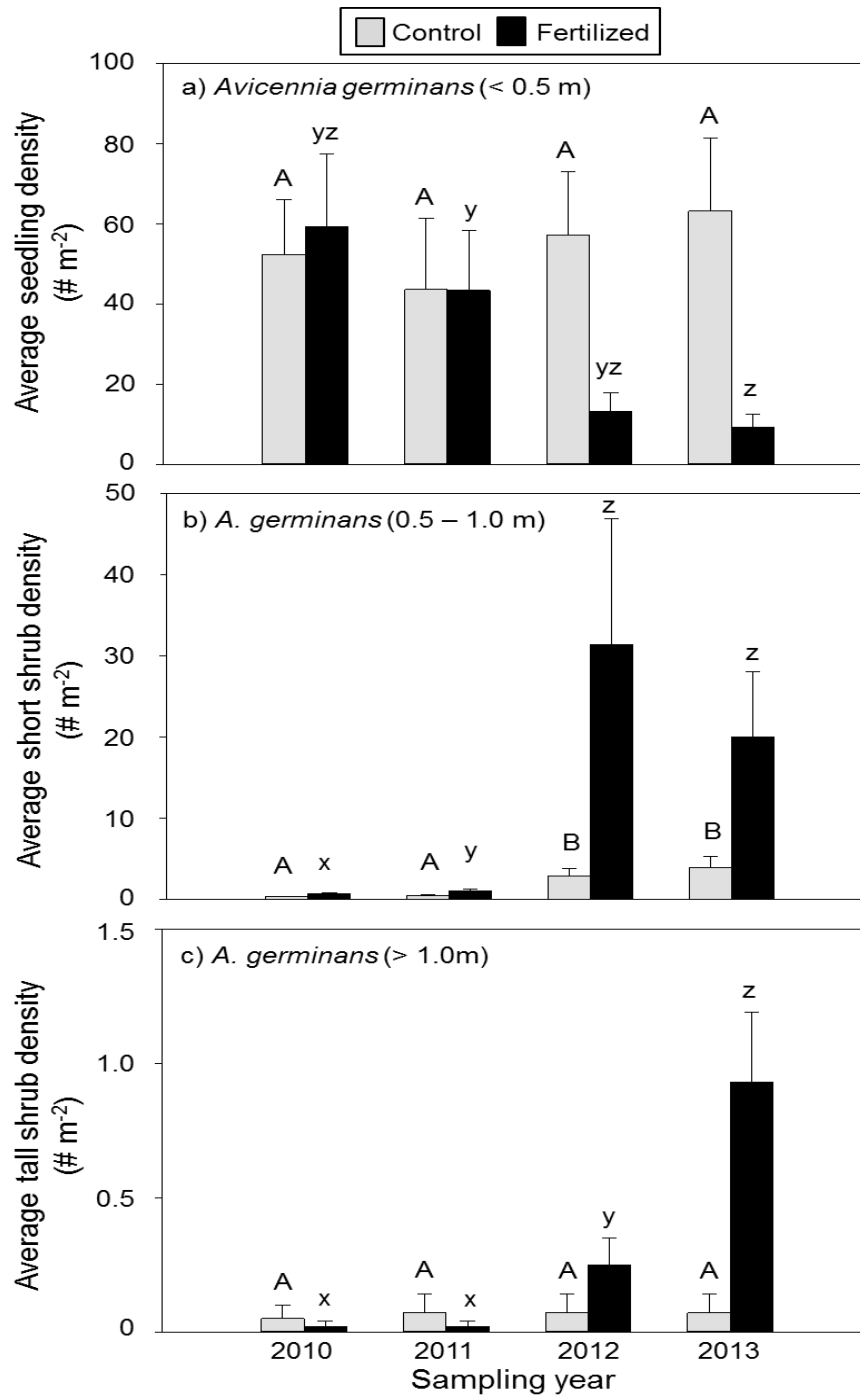 Control Fertilized
a) Avicennia germinans (< 0.5 m)
Average seedling density
(# m-2)
100
80
60
40
20
0
A yz A y A yz A z
b) A. germinans (0.5 – 1.0 m)
Average short shrub density
(# m-2)
50
40
30
20
10
0
A x A y B z B z
c) A. germinans (> 1.0m)
Average tall shrub density
(# m-2)
1.5
1.0
0.5
0
A x A x A y A z
2010 2011 2012 2013
Sampling year